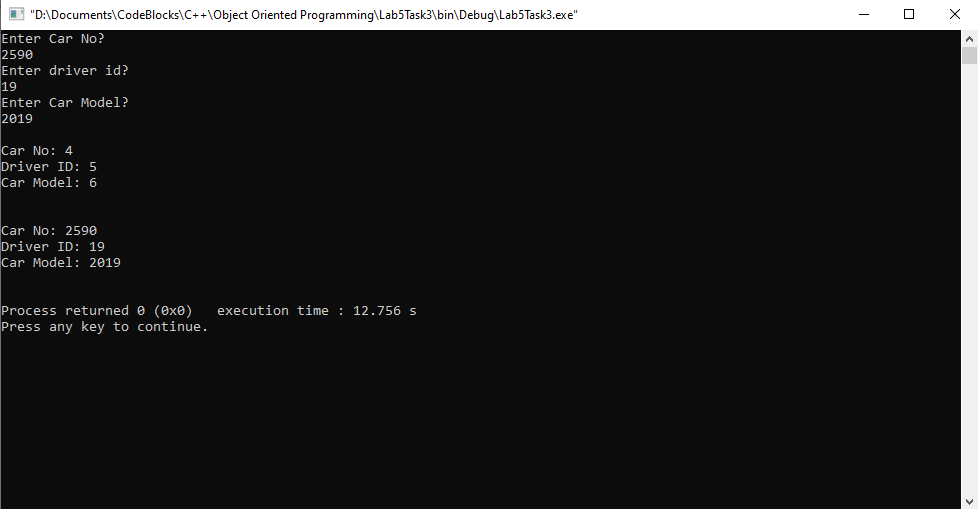 "D:\Documents\CodeBlocks\C++\Object Oriented Programming\Lab5Task3\bin\Debug\Lab5Task3.exe"
Enter Car No?
2590
Enter driver id?
19
Enter Car Model?
2019
Car No: 4
Driver ID: 5
Car Model: 6
Car No: 2590
Driver ID: 19
Car Model: 2019
Process returned 0 (0x0)   execution time : 12.756 s
Press any key to continue.